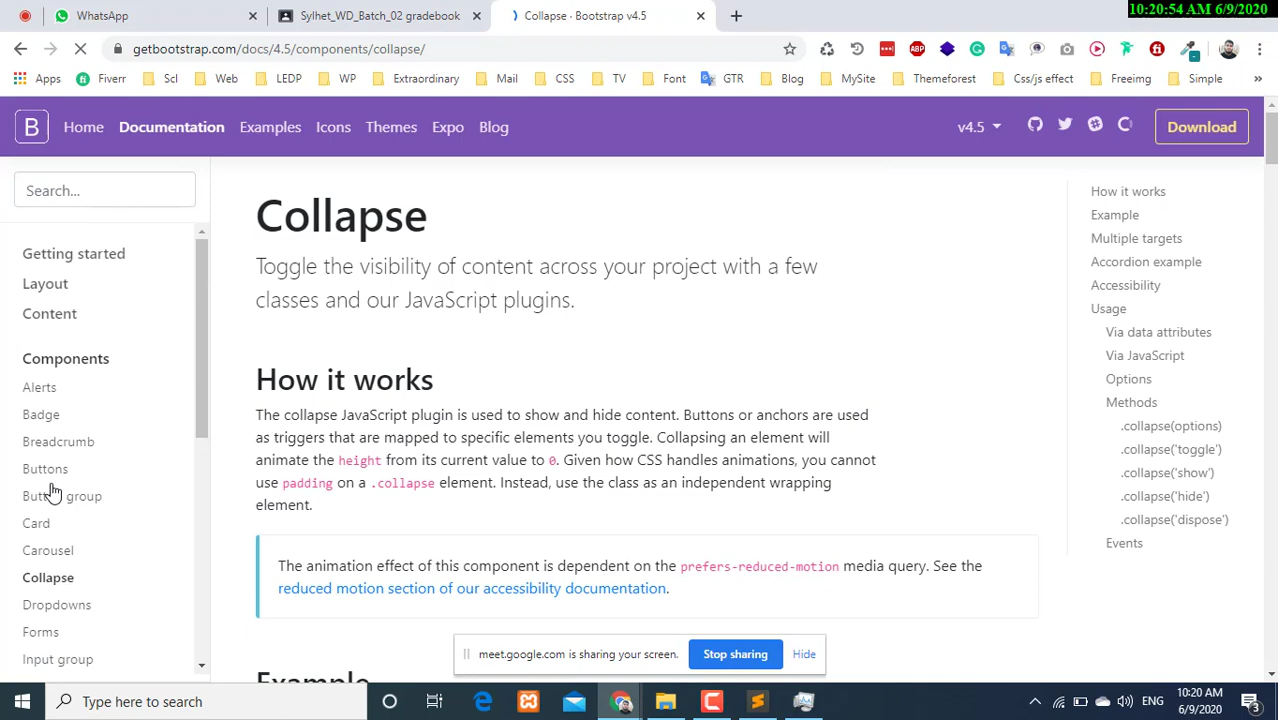 10:20:54 AM 6/9/2020
WhatsApp
Sylhet_WD_Batch_02 gradebook
Collapse · Bootstrap v4.5
getbootstrap.com/docs/4.5/components/collapse/
Apps
Fiverr
Scl
Web
LEDP
WP
Extraordinary
Mail
CSS
TV
Font
GTR
Blog
MySite
Themeforest
Css/js effect
Freeimg
Simple
»
B
Home
Documentation
Examples
Icons
Themes
Expo
Blog
v4.5
Download
Search...
Getting started
Layout
Content
Components
Alerts
Badge
Breadcrumb
Buttons
Button group
Card
Carousel
Collapse
Dropdowns
Forms
Input group
Collapse
Toggle the visibility of content across your project with a few
classes and our JavaScript plugins.
How it works
The collapse JavaScript plugin is used to show and hide content. Buttons or anchors are used
as triggers that are mapped to specific elements you toggle. Collapsing an element will
animate the height from its current value to 0. Given how CSS handles animations, you cannot
use padding on a .collapse element. Instead, use the class as an independent wrapping
element.
The animation effect of this component is dependent on the prefers-reduced-motion media query. See the
reduced motion section of our accessibility documentation.
Example
How it works
Example
Multiple targets
Accordion example
Accessibility
Usage
Via data attributes
Via JavaScript
Options
Methods
.collapse(options)
.collapse('toggle')
.collapse('show')
.collapse('hide')
.collapse('dispose')
Events
meet.google.com is sharing your screen.
Stop sharing
Hide
Type here to search
ENG
10:20 AM
6/9/2020
3